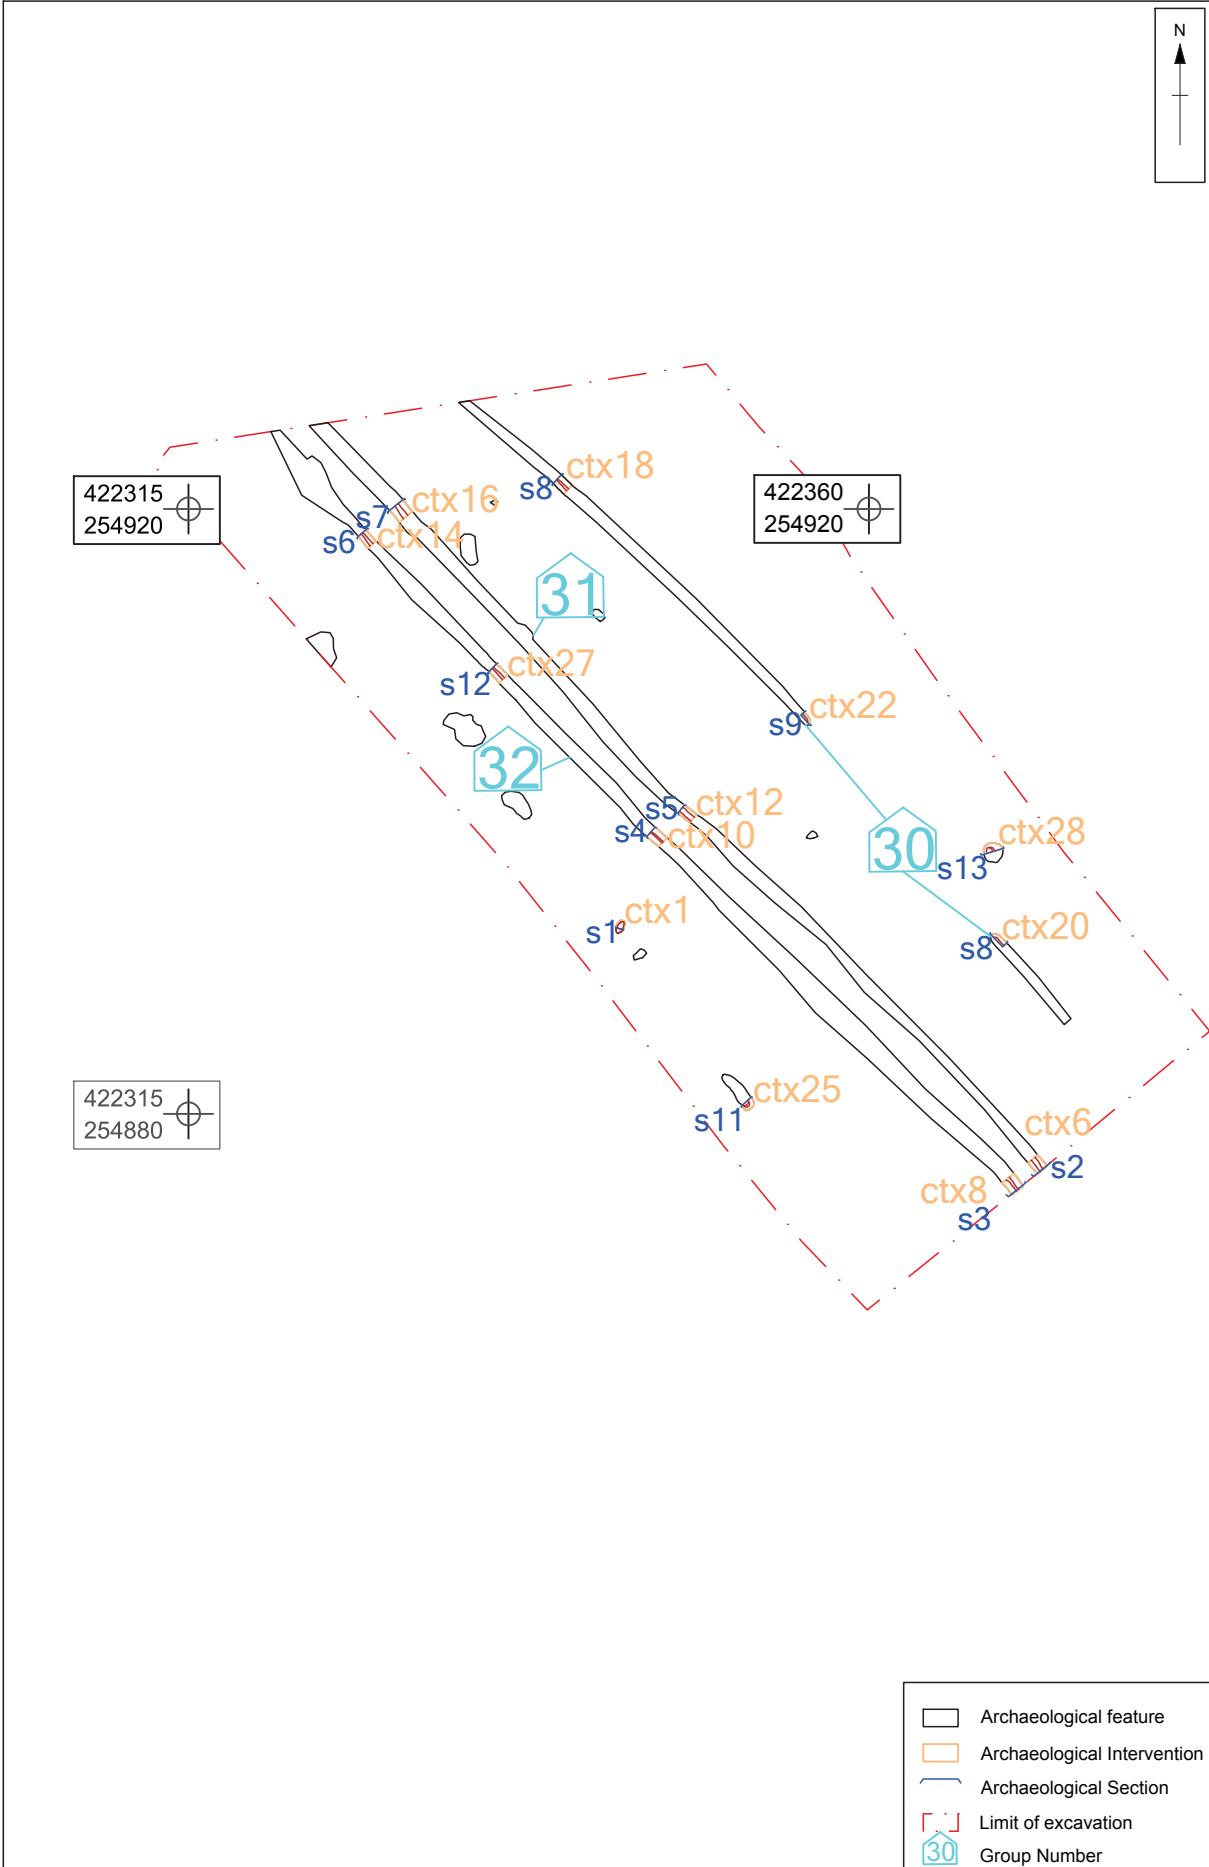 N
ctx18
s8
422315
254920
422360
254920
ctx16
s7
s6
ctx14
31
ctx27
s12
ctx22
s9
32
s5
ctx12
s4
ctx10
30
ctx28
s13
ctx1
s1
ctx20
s8
422315
254880
ctx25
s11
ctx6
s2
ctx8
s3
Archaeological feature
Archaeological Intervention
Archaeological Section
Limit of excavation
30 Group Number